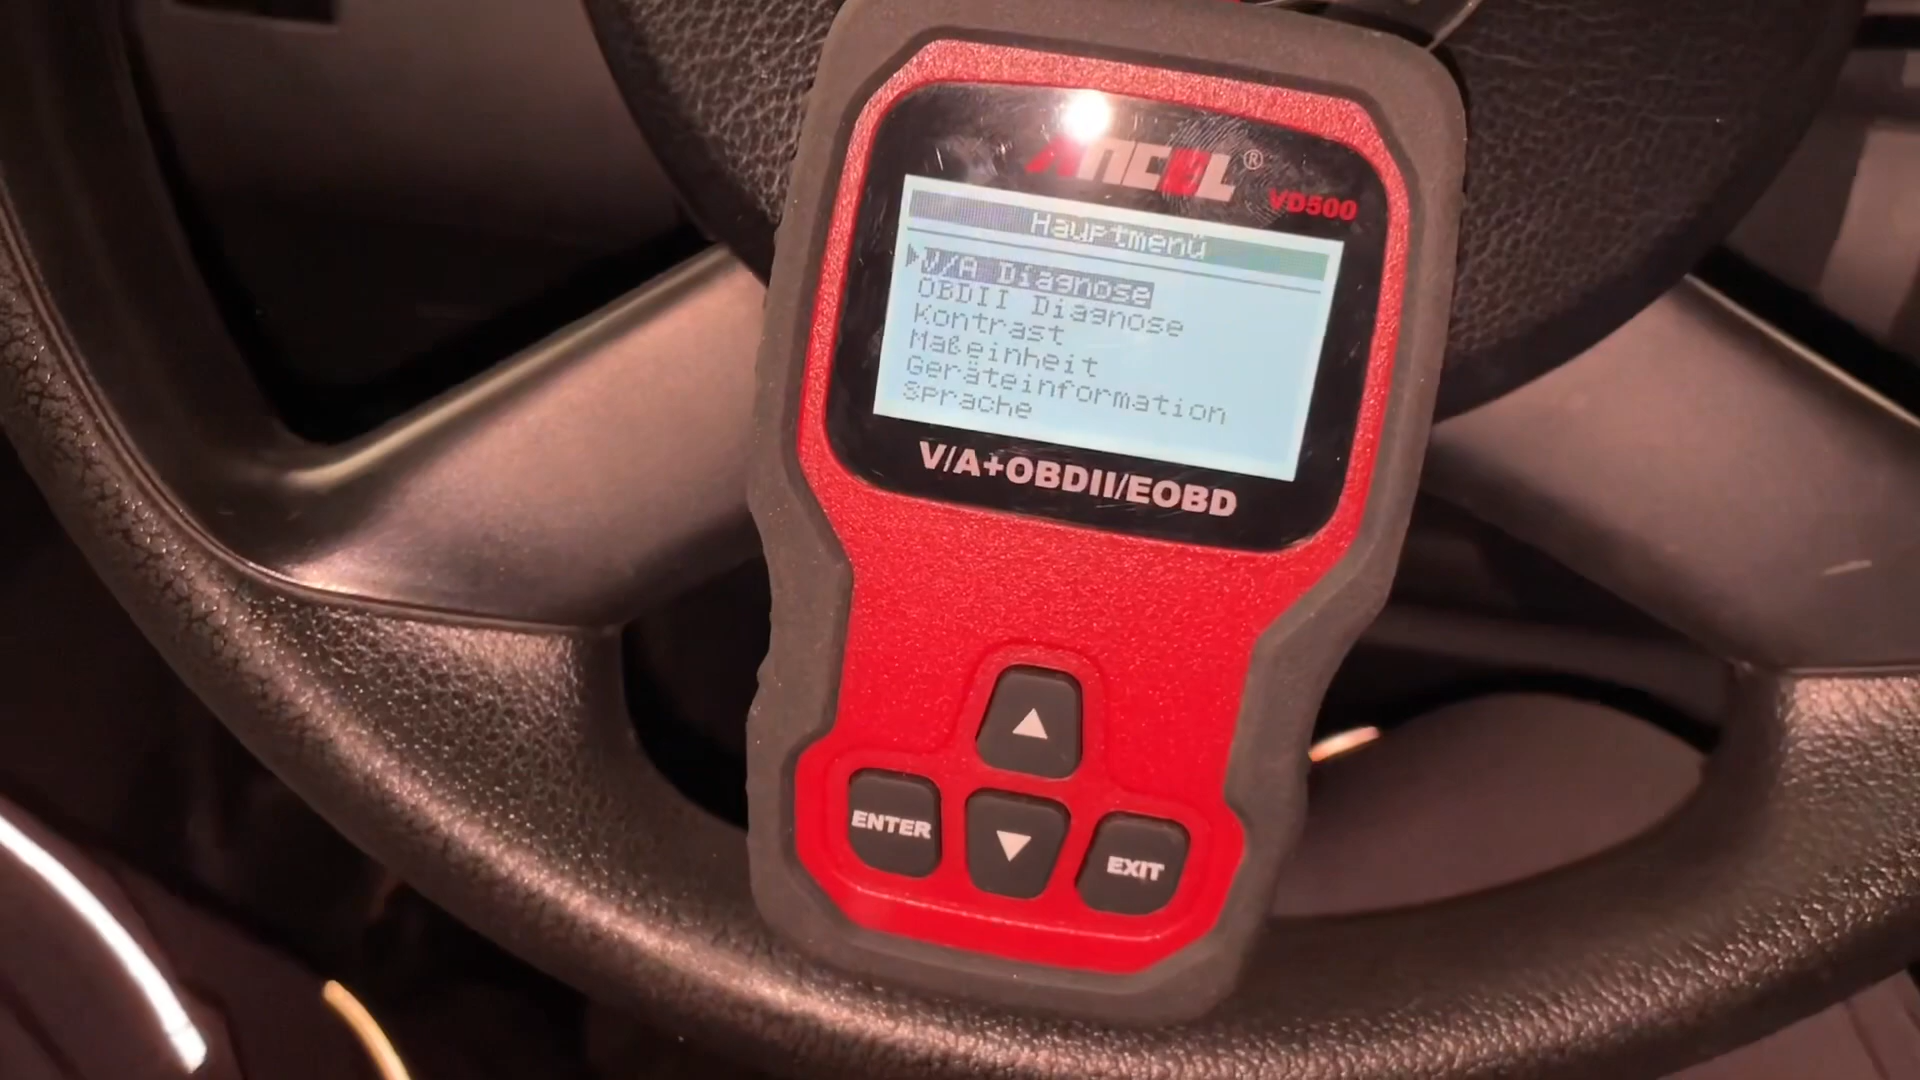 ANCEL®
VD500
Hauptmenü
V/A Diagnose
OBDII Diagnose
Kontrast
Maßeinheit
Geräteinformation
Sprache
V/A+OBDII/EOBD
ENTER
EXIT